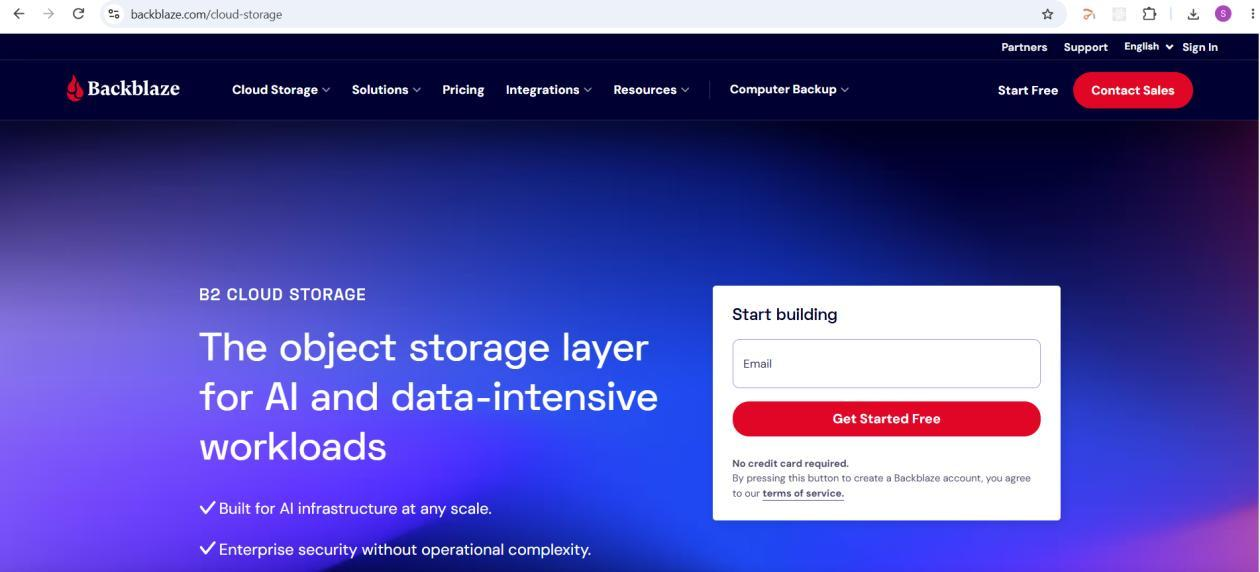 backblaze.com/cloud-storage
S
Partners Support English Sign In
Backblaze Cloud Storage Solutions Pricing Integrations Resources Computer Backup Start Free Contact Sales
B2 CLOUD STORAGE
The object storage layer
for AI and data-intensive
workloads
Built for AI infrastructure at any scale.
Enterprise security without operational complexity.
Start building
Email
Get Started Free
No credit card required.
By pressing this button to create a Backblaze account, you agree
to our terms of service.